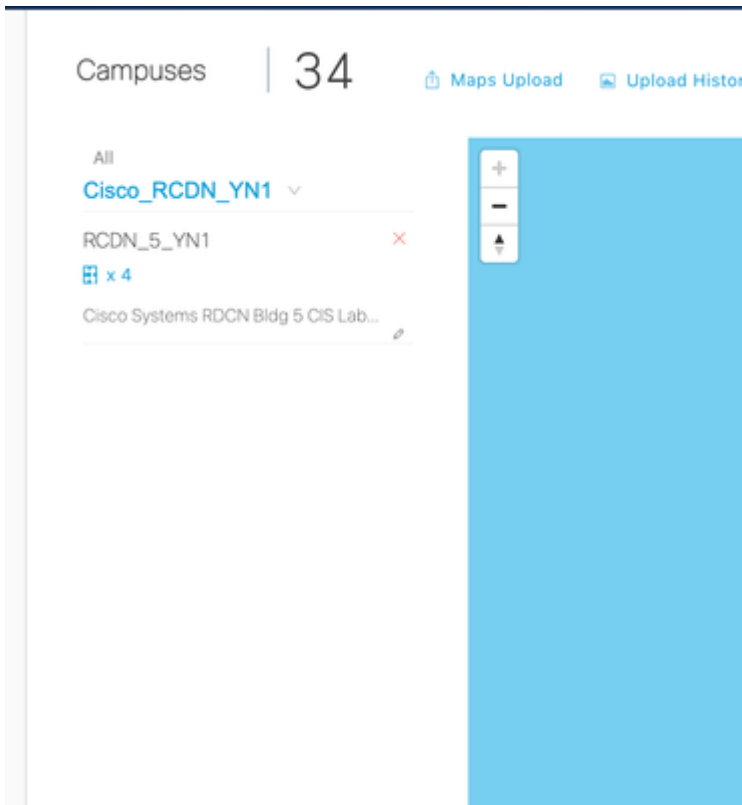 Campuses 34 Maps Upload Upload Histor
All
Cisco_RCDN_YN1
RCDN_5_YN1
x 4
Cisco Systems RDCN Bldg 5 CIS Lab...